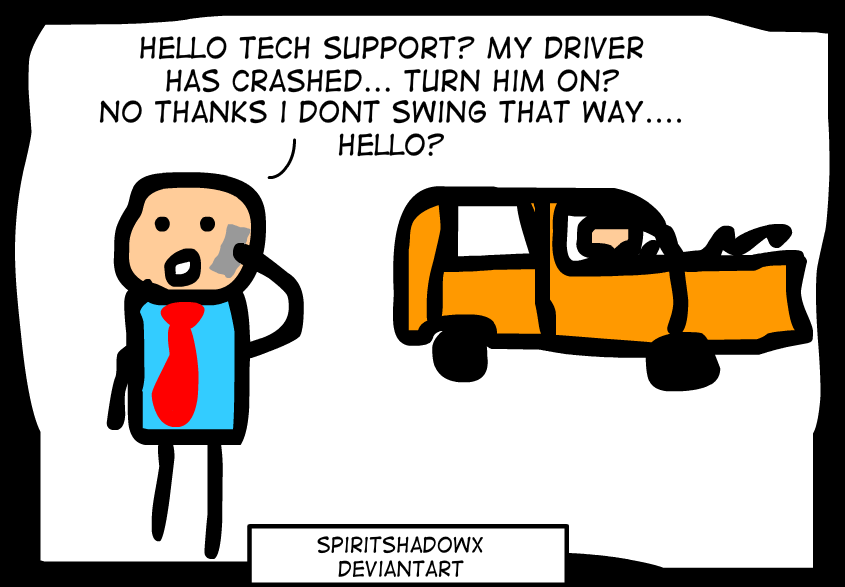 HELLO TECH SUPPORT? MY DRIVER
HAS CRASHED... TURN HIM ON?
NO THANKS I DONT SWING THAT WAY....
HELLO?
SPIRITSHADOWX
DEVIANTART